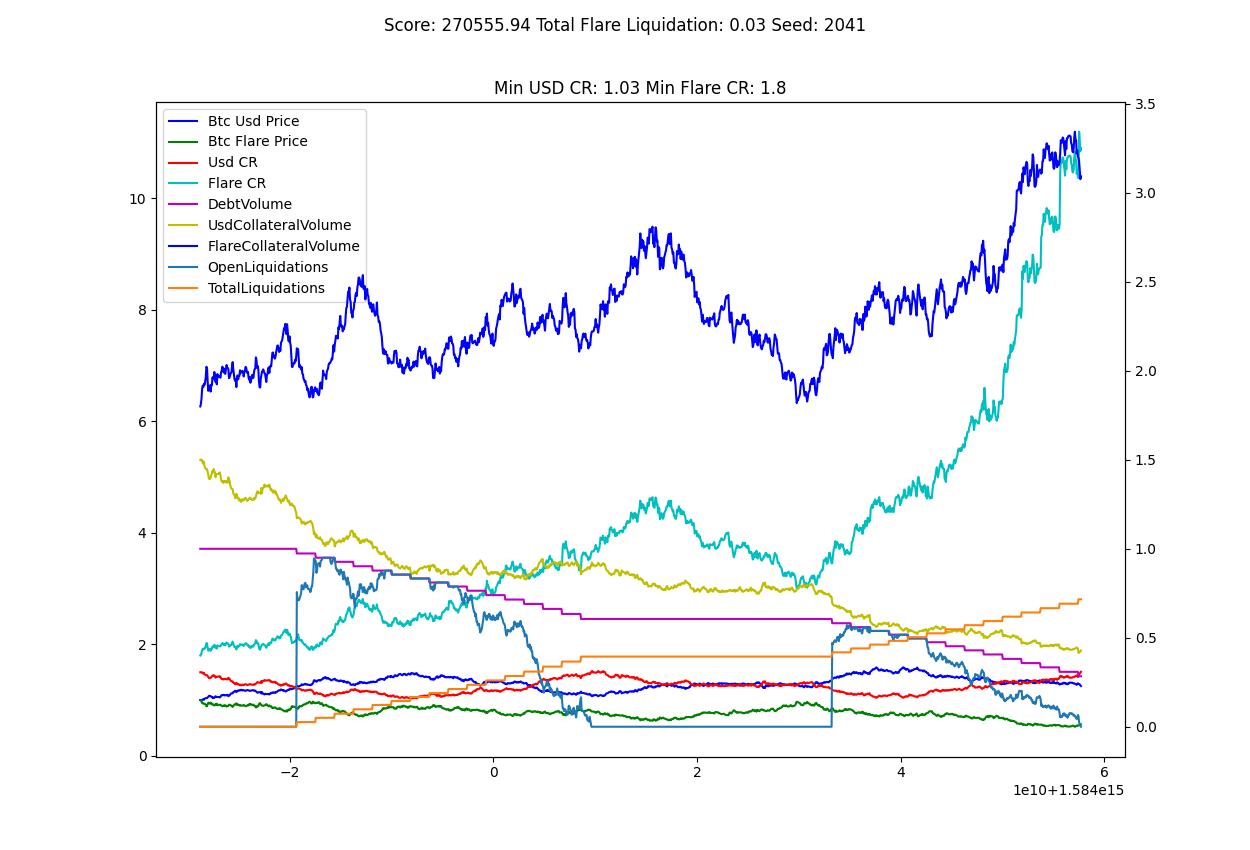 Score: 270555.94 Total Flare Liquidation: 0.03 Seed: 2041
Min USD CR: 1.03 Min Flare CR: 1.8
Btc Usd Price
Btc Flare Price
Usd CR
Flare CR
DebtVolume
UsdCollateralVolume
FlareCollateralVolume
OpenLiquidations
TotalLiquidations
10
8
6
4
2
0
3.5
3.0
2.5
2.0
1.5
1.0
0.5
0.0
−2
0
2
4
6
1e10+1.584e15